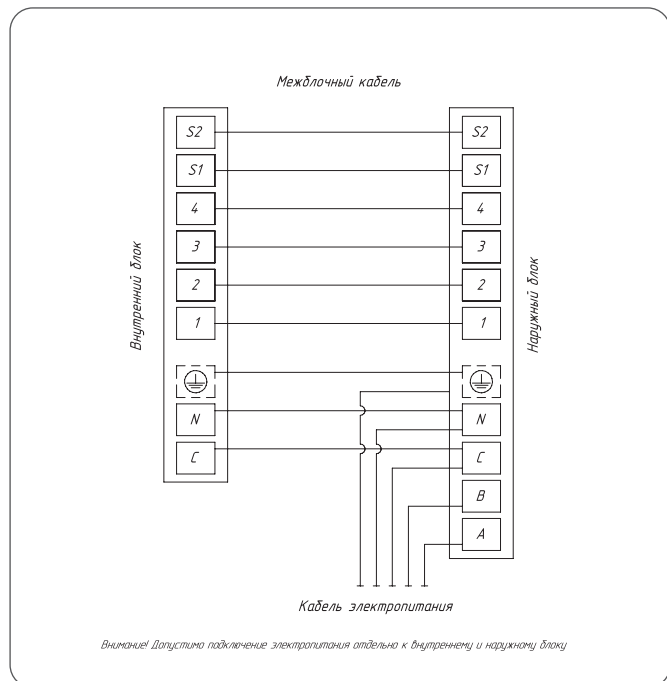 Межблочный кабель
S2 S2
S1 S1
4 4
3 3
2 2
1 1
N N
C C
B
A
Внутренний блок
Наружный блок
Кабель электропитания
Внимание! Допустимо подключение электропитания отдельно к внутреннему и наружному блоку